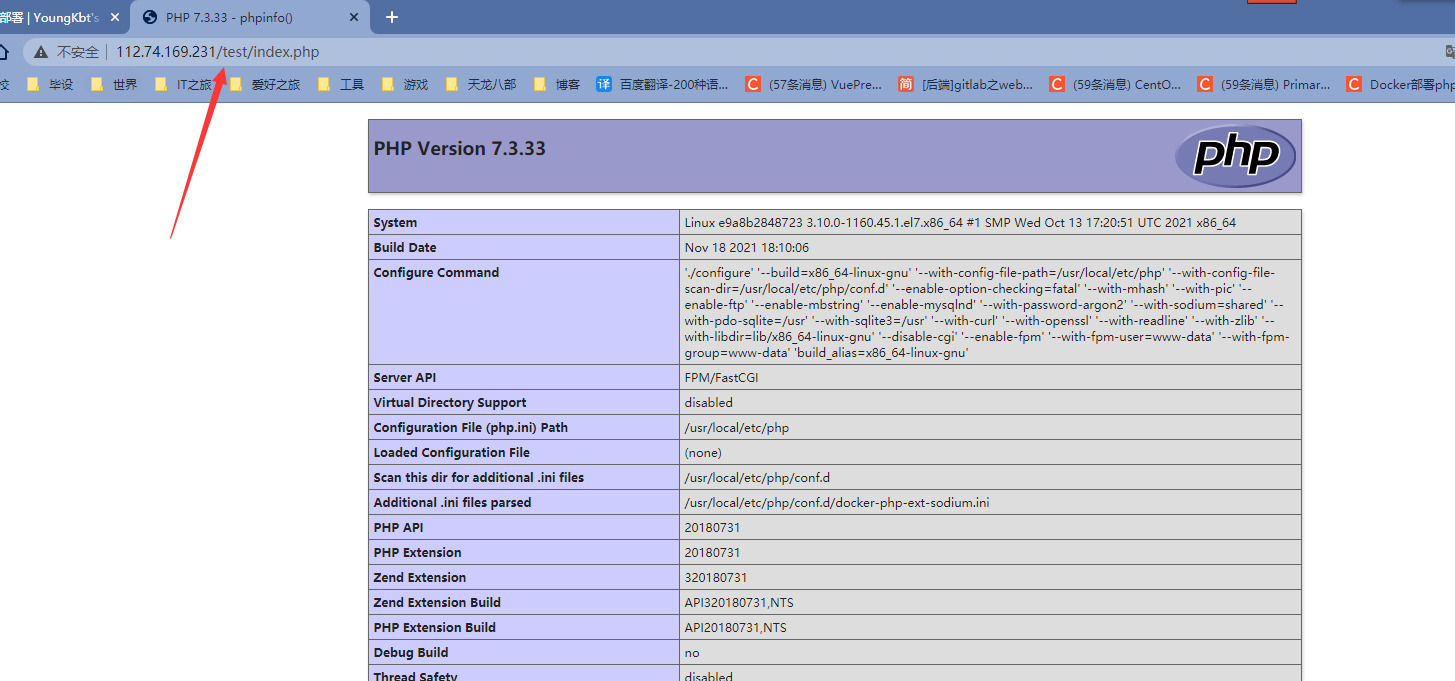 部署 | YoungKbt's
PHP 7.3.33 - phpinfo()
不安全 112.74.169.231/test/index.php
毕设 世界 IT之旅 爱好之旅 工具 游戏 天龙八部 博客 译 百度翻译-200种语... C (57条消息) VuePre... 简 [后端]gitlab之web... C (59条消息) CentO... C (59条消息) Primar... C Docker部署php
PHP Version 7.3.33
php
System Linux e9a8b2848723 3.10.0-1160.45.1.el7.x86_64 #1 SMP Wed Oct 13 17:20:51 UTC 2021 x86_64
Build Date Nov 18 2021 18:10:06
Configure Command './configure' '--build=x86_64-linux-gnu' '--with-config-file-path=/usr/local/etc/php' '--with-config-file-
scan-dir=/usr/local/etc/php/conf.d' '--enable-option-checking=fatal' '--with-mhash' '--with-pic' '--
enable-ftp' '--enable-mbstring' '--enable-mysqlnd' '--with-password-argon2' '--with-sodium=shared' '--
with-pdo-sqlite=/usr' '--with-sqlite3=/usr' '--with-curl' '--with-openssl' '--with-readline' '--with-zlib' '--
with-libdir=lib/x86_64-linux-gnu' '--disable-cgi' '--enable-fpm' '--with-fpm-user=www-data' '--with-fpm-
group=www-data' 'build_alias=x86_64-linux-gnu'
Server API FPM/FastCGI
Virtual Directory Support disabled
Configuration File (php.ini) Path /usr/local/etc/php
Loaded Configuration File (none)
Scan this dir for additional .ini files /usr/local/etc/php/conf.d
Additional .ini files parsed /usr/local/etc/php/conf.d/docker-php-ext-sodium.ini
PHP API 20180731
PHP Extension 20180731
Zend Extension 320180731
Zend Extension Build API320180731,NTS
PHP Extension Build API20180731,NTS
Debug Build no
Thread Safety disabled